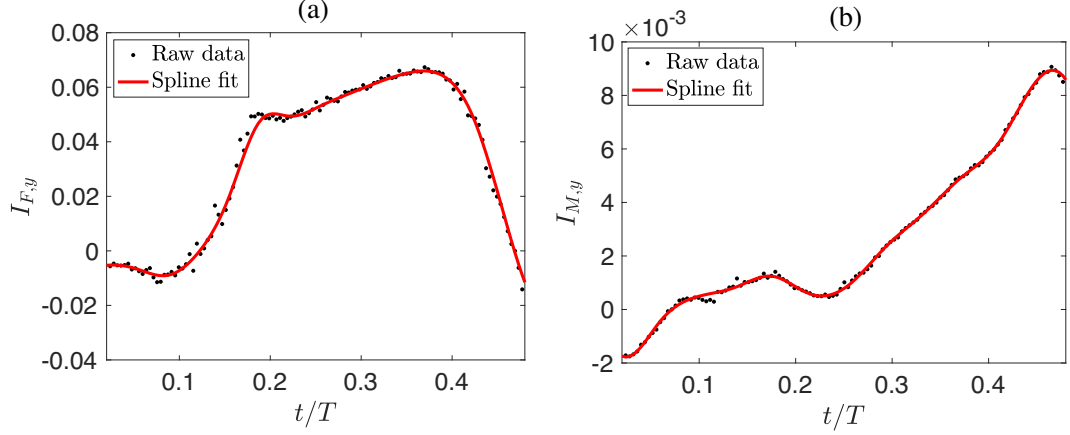 (a)
0.08
0.06
0.04
0.02
0
-0.02
-0.04
0.1
0.2
0.3
0.4
I_{F,y}
t/T
Raw data
Spline fit
(b)
10 × 10⁻³
8
6
4
2
0
-2
0.1
0.2
0.3
0.4
I_{M,y}
t/T
Raw data
Spline fit